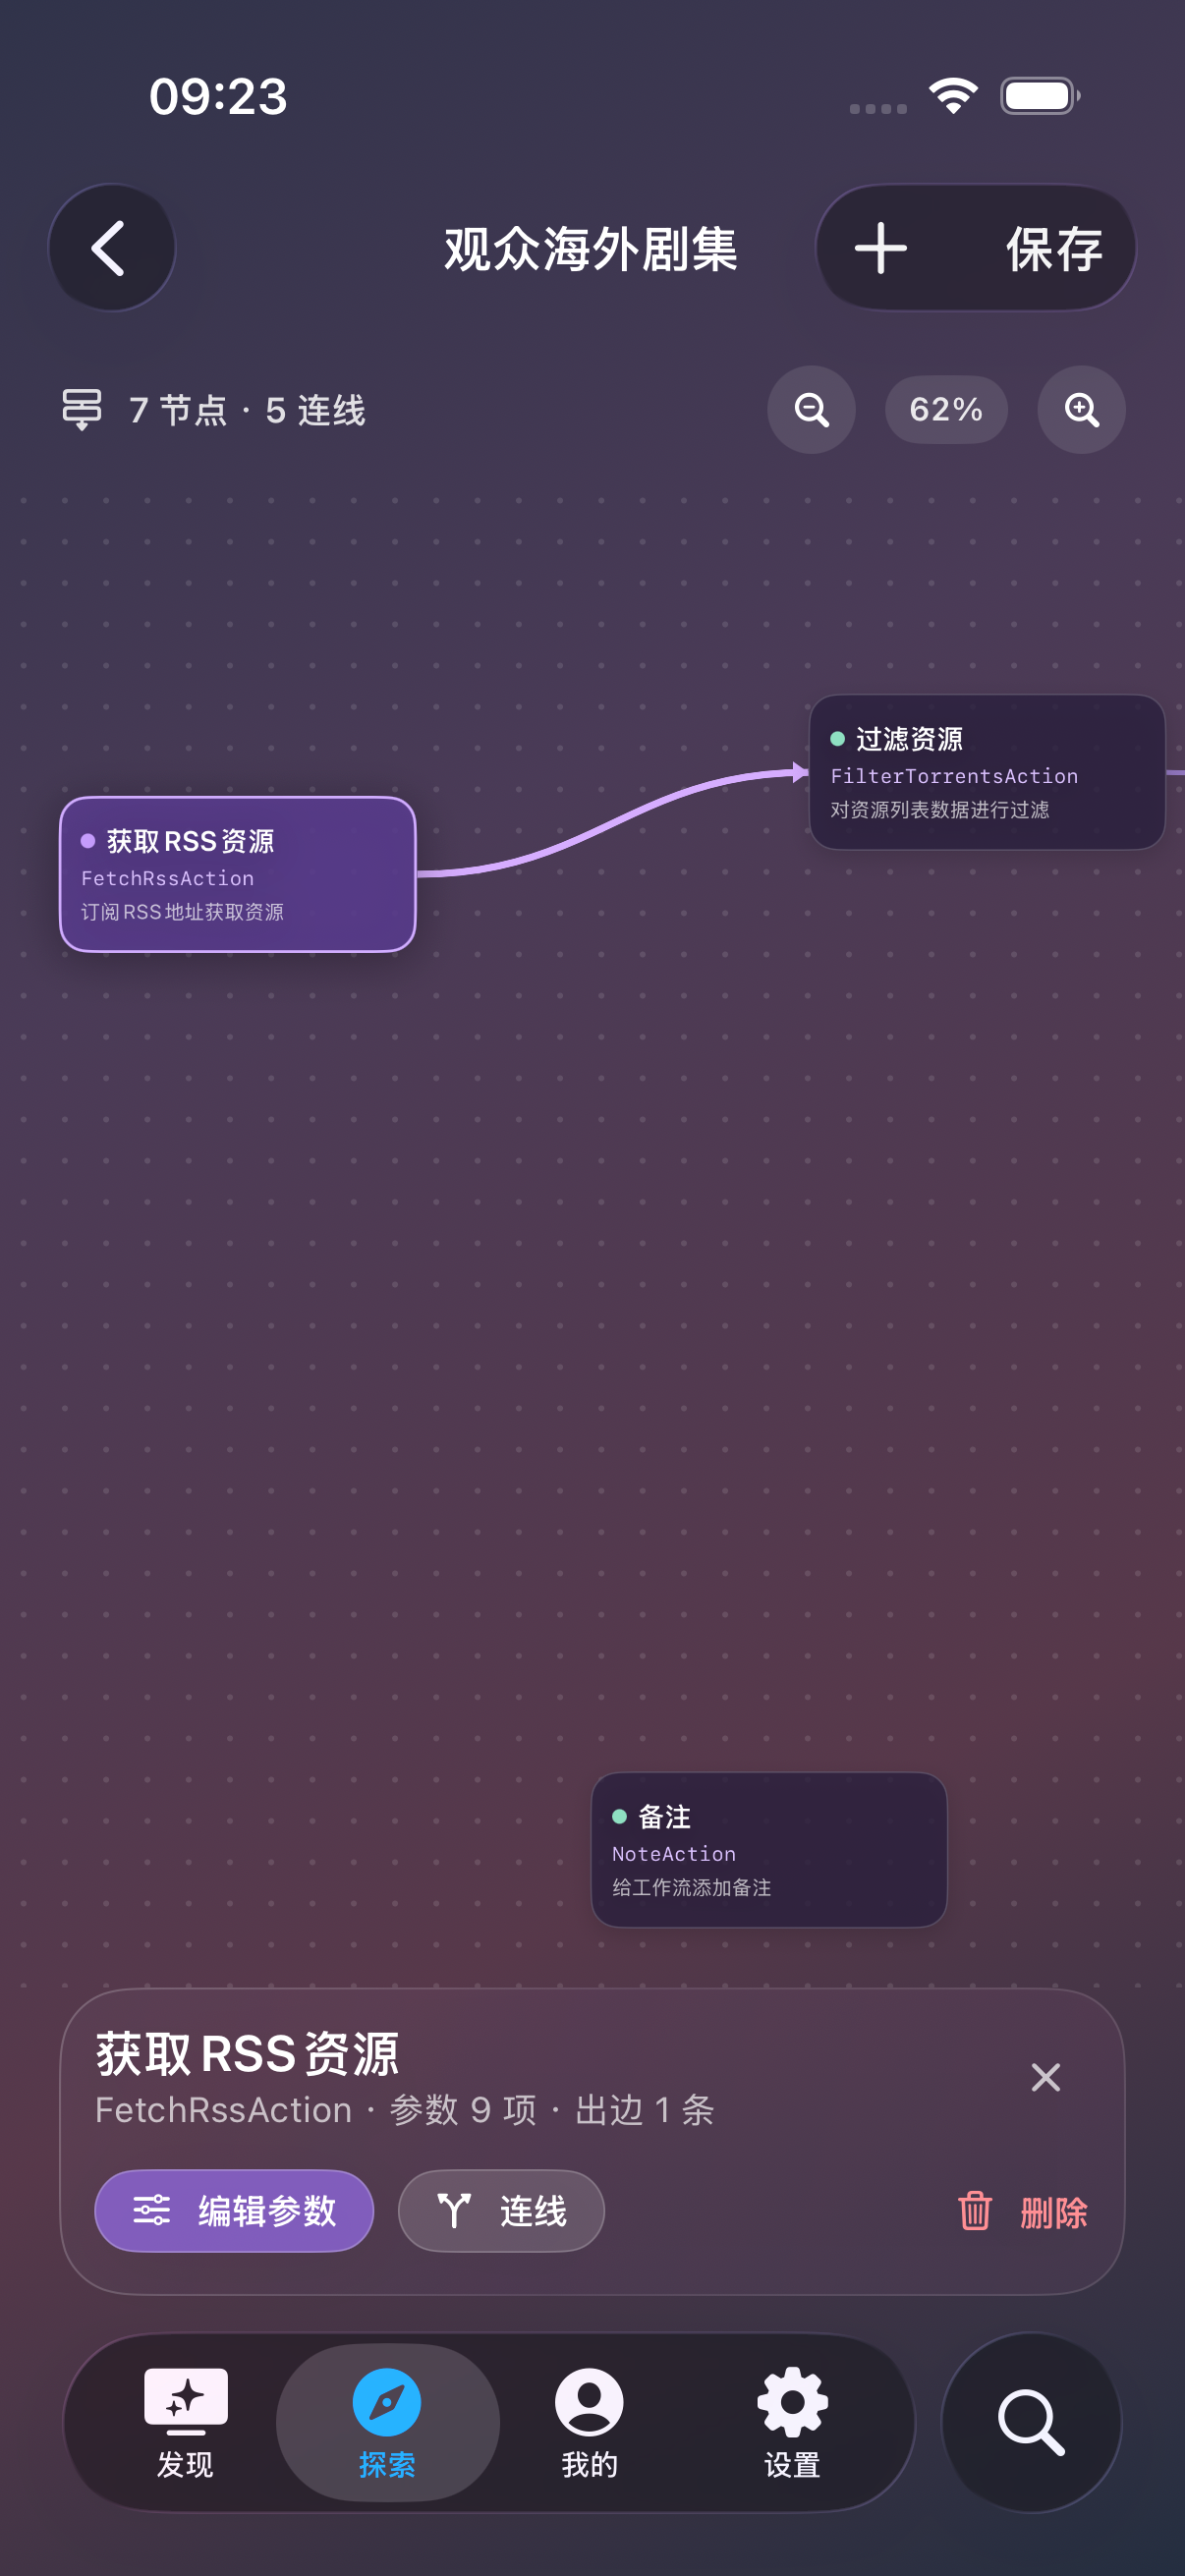 09:23
观众海外剧集
保存
7 节点 · 5 连线
62%
过滤资源
FilterTorrentsAction
对资源列表数据进行过滤
获取 RSS 资源
FetchRssAction
订阅 RSS 地址获取资源
备注
NoteAction
给工作流添加备注
获取 RSS 资源
FetchRssAction · 参数 9 项 · 出边 1 条
编辑参数
连线
删除
发现
探索
我的
设置